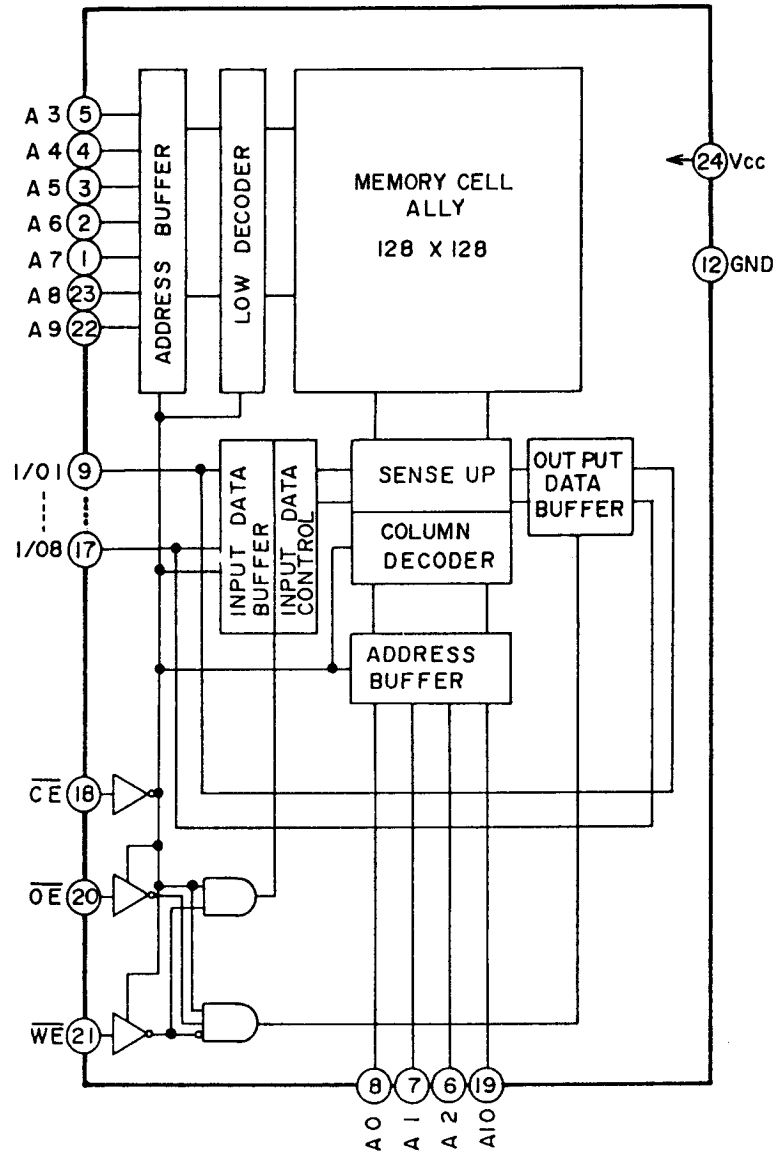 A3 5
A4 4
A5 3
A6 2
A7 1
A8 23
A9 22
ADDRESS BUFFER
LOW DECODER
MEMORY CELL
ALLY
128 X 128
24 Vcc
12 GND
I/O1 9
I/O8 17
INPUT DATA
BUFFER
INPUT DATA
CONTROL
SENSE UP
COLUMN
DECODER
OUTPUT
DATA
BUFFER
ADDRESS
BUFFER
CE 18
OE 20
WE 21
8 7 6 19
A0 A1 A2 A10